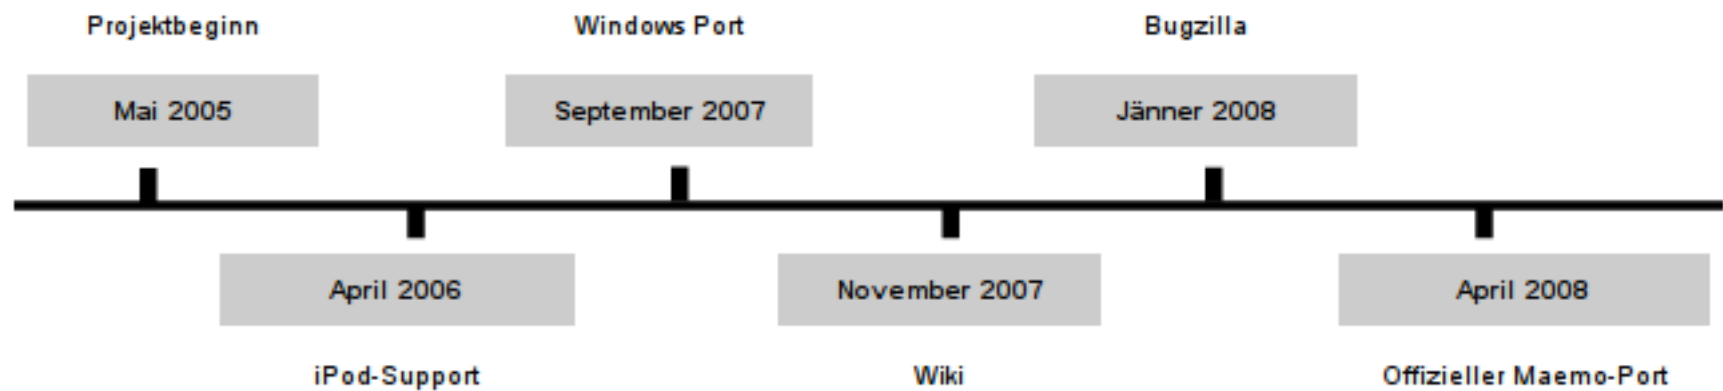 Projektbeginn
Windows Port
Bugzilla
Mai 2005
September 2007
Jänner 2008
April 2006
November 2007
April 2008
iPod-Support
Wiki
Offizieller Maemo-Port